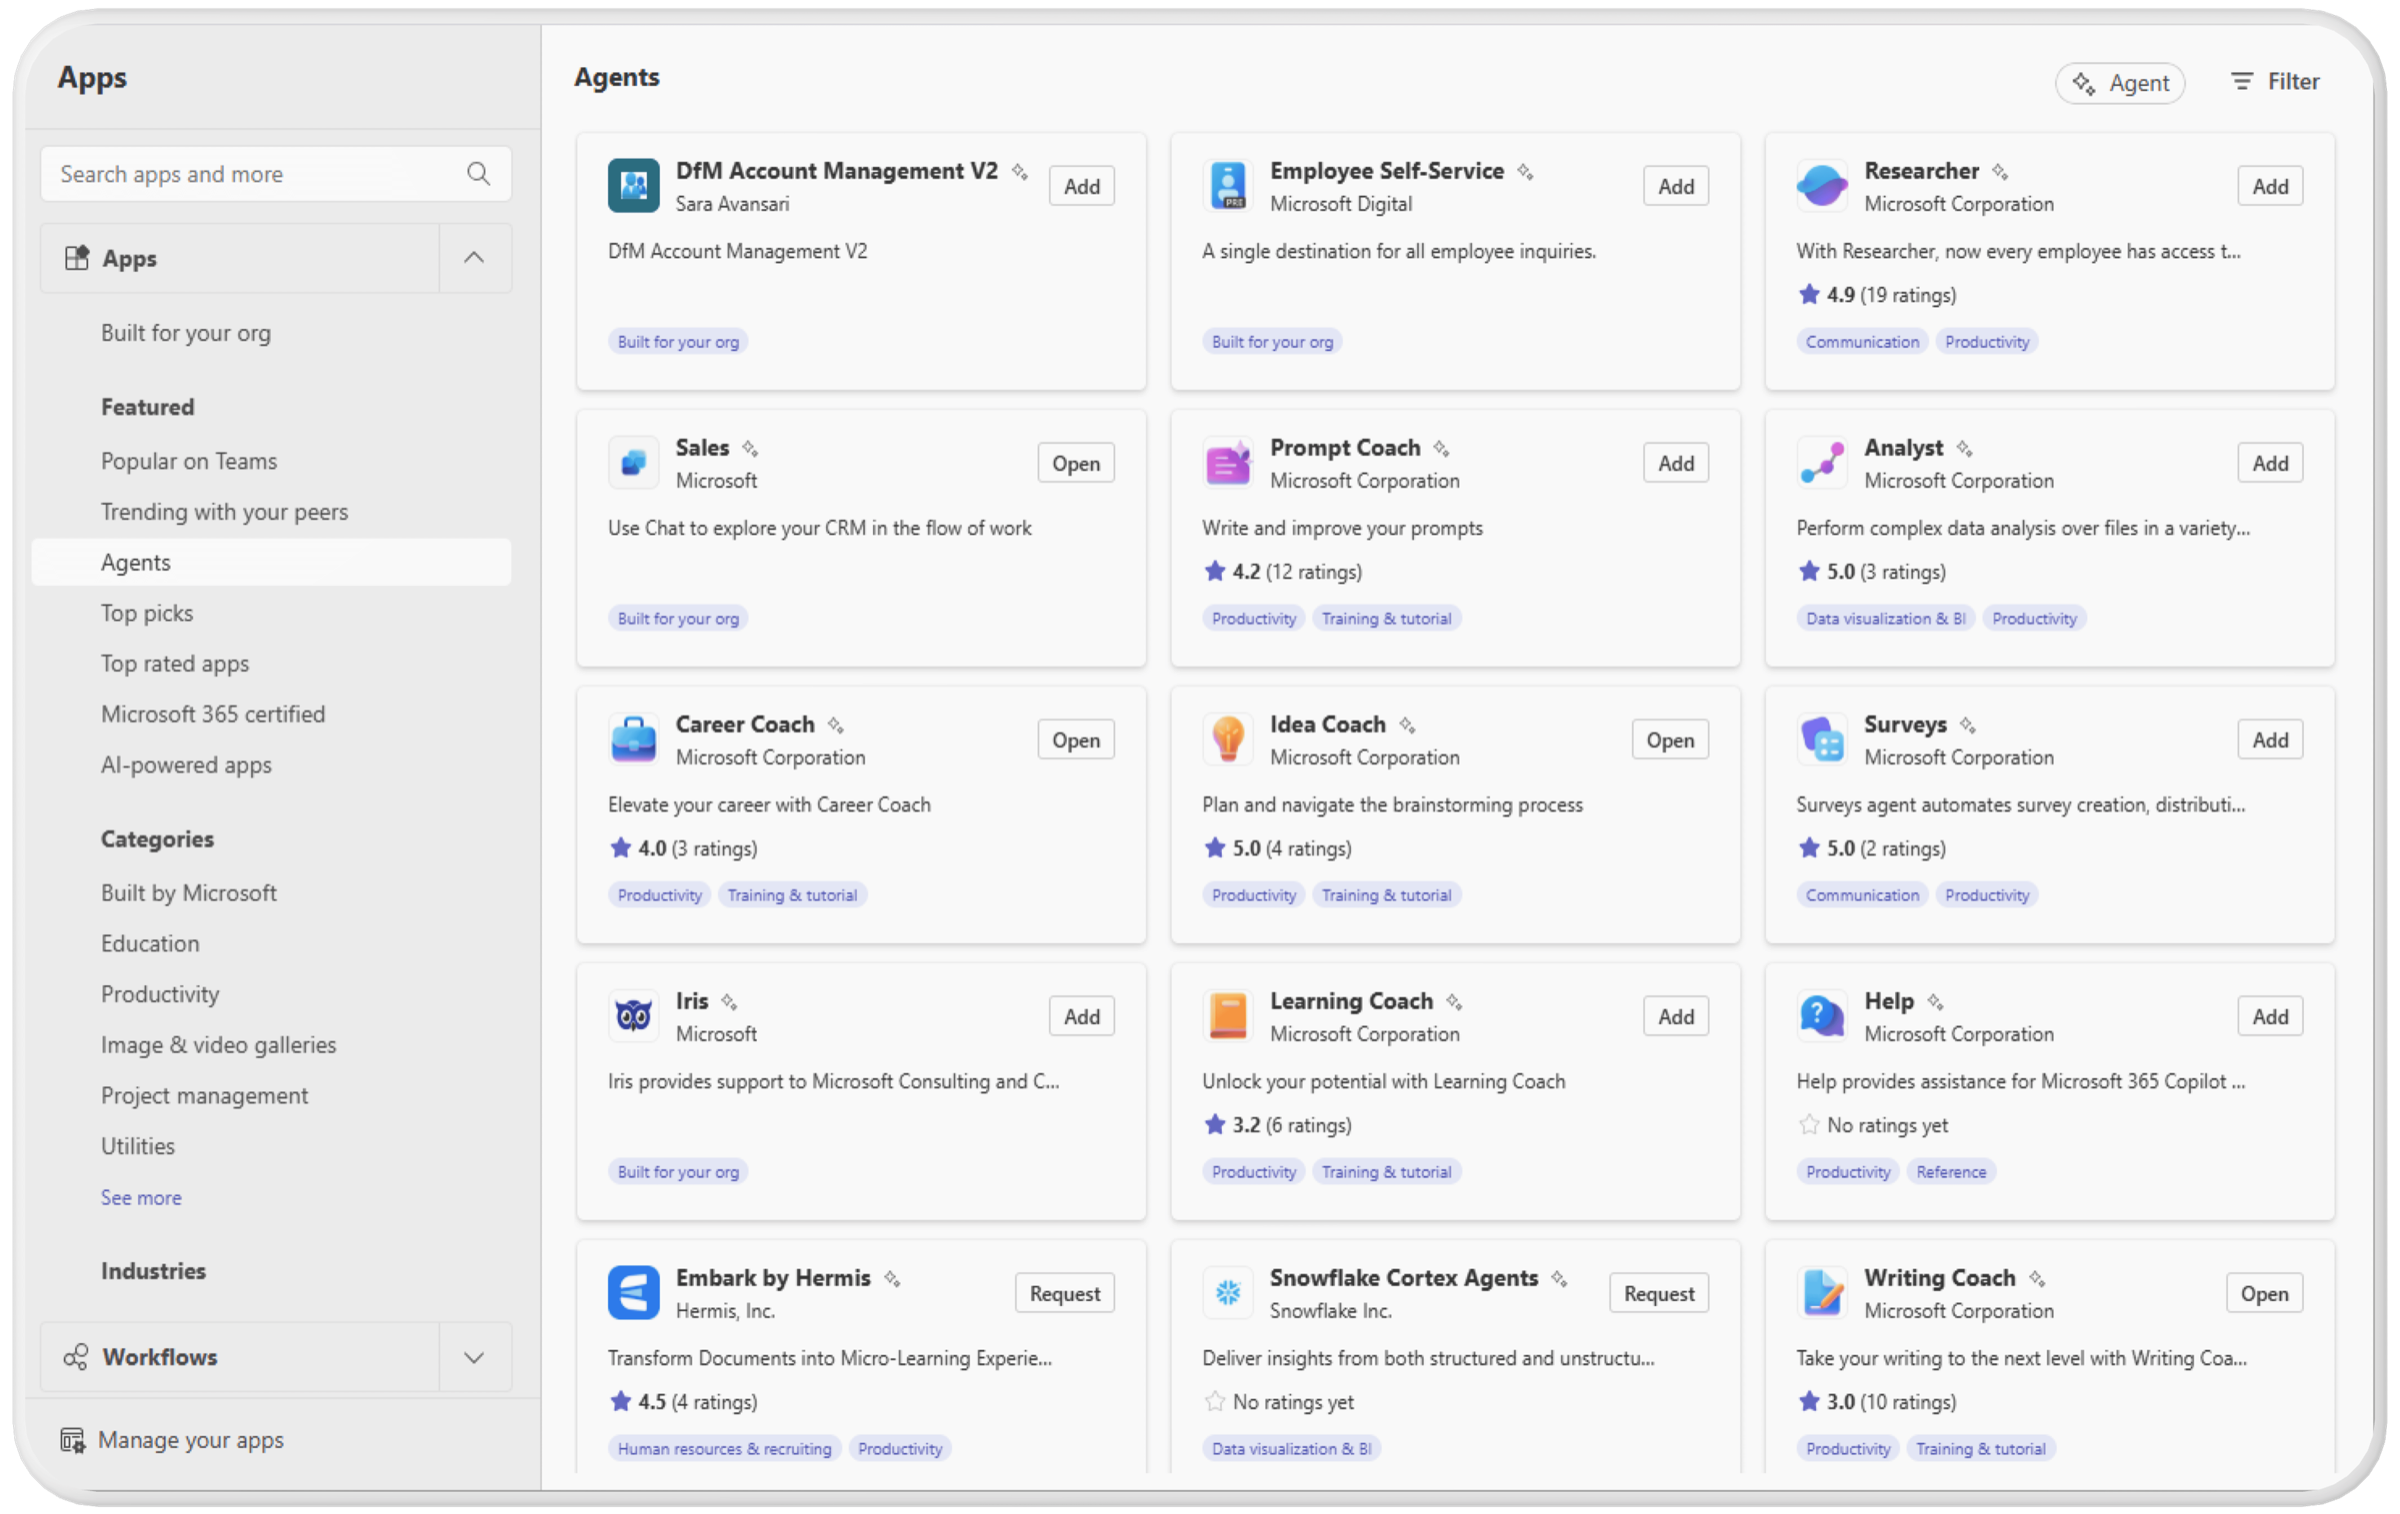 Apps
Search apps and more
Apps
Built for your org
Featured
Popular on Teams
Trending with your peers
Agents
Top picks
Top rated apps
Microsoft 365 certified
AI-powered apps
Categories
Built by Microsoft
Education
Productivity
Image & video galleries
Project management
Utilities
See more
Industries
Workflows
Manage your apps
Agents
Agent
Filter
DfM Account Management V2
Add
Sara Avansari
DfM Account Management V2
Built for your org
Employee Self-Service
Add
Microsoft Digital
PRE
A single destination for all employee inquiries.
Built for your org
Researcher
Add
Microsoft Corporation
With Researcher, now every employee has access t...
4.9 (19 ratings)
Communication Productivity
Sales
Open
Microsoft
Use Chat to explore your CRM in the flow of work
Built for your org
Prompt Coach
Add
Microsoft Corporation
Write and improve your prompts
4.2 (12 ratings)
Productivity Training & tutorial
Analyst
Add
Microsoft Corporation
Perform complex data analysis over files in a variety...
5.0 (3 ratings)
Data visualization & BI Productivity
Career Coach
Open
Microsoft Corporation
Elevate your career with Career Coach
4.0 (3 ratings)
Productivity Training & tutorial
Idea Coach
Open
Microsoft Corporation
Plan and navigate the brainstorming process
5.0 (4 ratings)
Productivity Training & tutorial
Surveys
Add
Microsoft Corporation
Surveys agent automates survey creation, distributi...
5.0 (2 ratings)
Communication Productivity
Iris
Add
Microsoft
Iris provides support to Microsoft Consulting and C...
Built for your org
Learning Coach
Add
Microsoft Corporation
Unlock your potential with Learning Coach
3.2 (6 ratings)
Productivity Training & tutorial
Help
Add
Microsoft Corporation
Help provides assistance for Microsoft 365 Copilot ...
No ratings yet
Productivity Reference
Embark by Hermis
Request
Hermis, Inc.
Transform Documents into Micro-Learning Experie...
4.5 (4 ratings)
Human resources & recruiting Productivity
Snowflake Cortex Agents
Request
Snowflake Inc.
Deliver insights from both structured and unstructu...
No ratings yet
Data visualization & BI
Writing Coach
Open
Microsoft Corporation
Take your writing to the next level with Writing Coa...
3.0 (10 ratings)
Productivity Training & tutorial